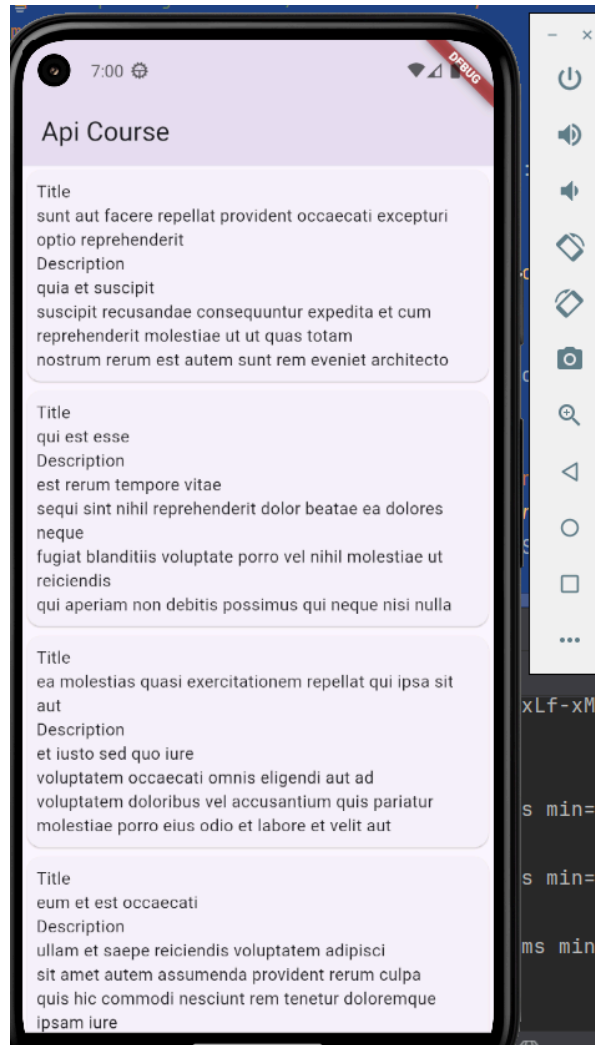 7:00
DEBUG
Api Course
Title
sunt aut facere repellat provident occaecati excepturi
optio reprehenderit
Description
quia et suscipit
suscipit recusandae consequuntur expedita et cum
reprehenderit molestiae ut ut quas totam
nostrum rerum est autem sunt rem eveniet architecto
Title
qui est esse
Description
est rerum tempore vitae
sequi sint nihil reprehenderit dolor beatae ea dolores
neque
fugiat blanditiis voluptate porro vel nihil molestiae ut
reiciendis
qui aperiam non debitis possimus qui neque nisi nulla
Title
ea molestias quasi exercitationem repellat qui ipsa sit
aut
Description
et iusto sed quo iure
voluptatem occaecati omnis eligendi aut ad
voluptatem doloribus vel accusantium quis pariatur
molestiae porro eius odio et labore et velit aut
Title
eum et est occaecati
Description
ullam et saepe reiciendis voluptatem adipisci
sit amet autem assumenda provident rerum culpa
quis hic commodi nesciunt rem tenetur doloremque
ipsam iure
xLf-xM
s min=
s min=
ms min